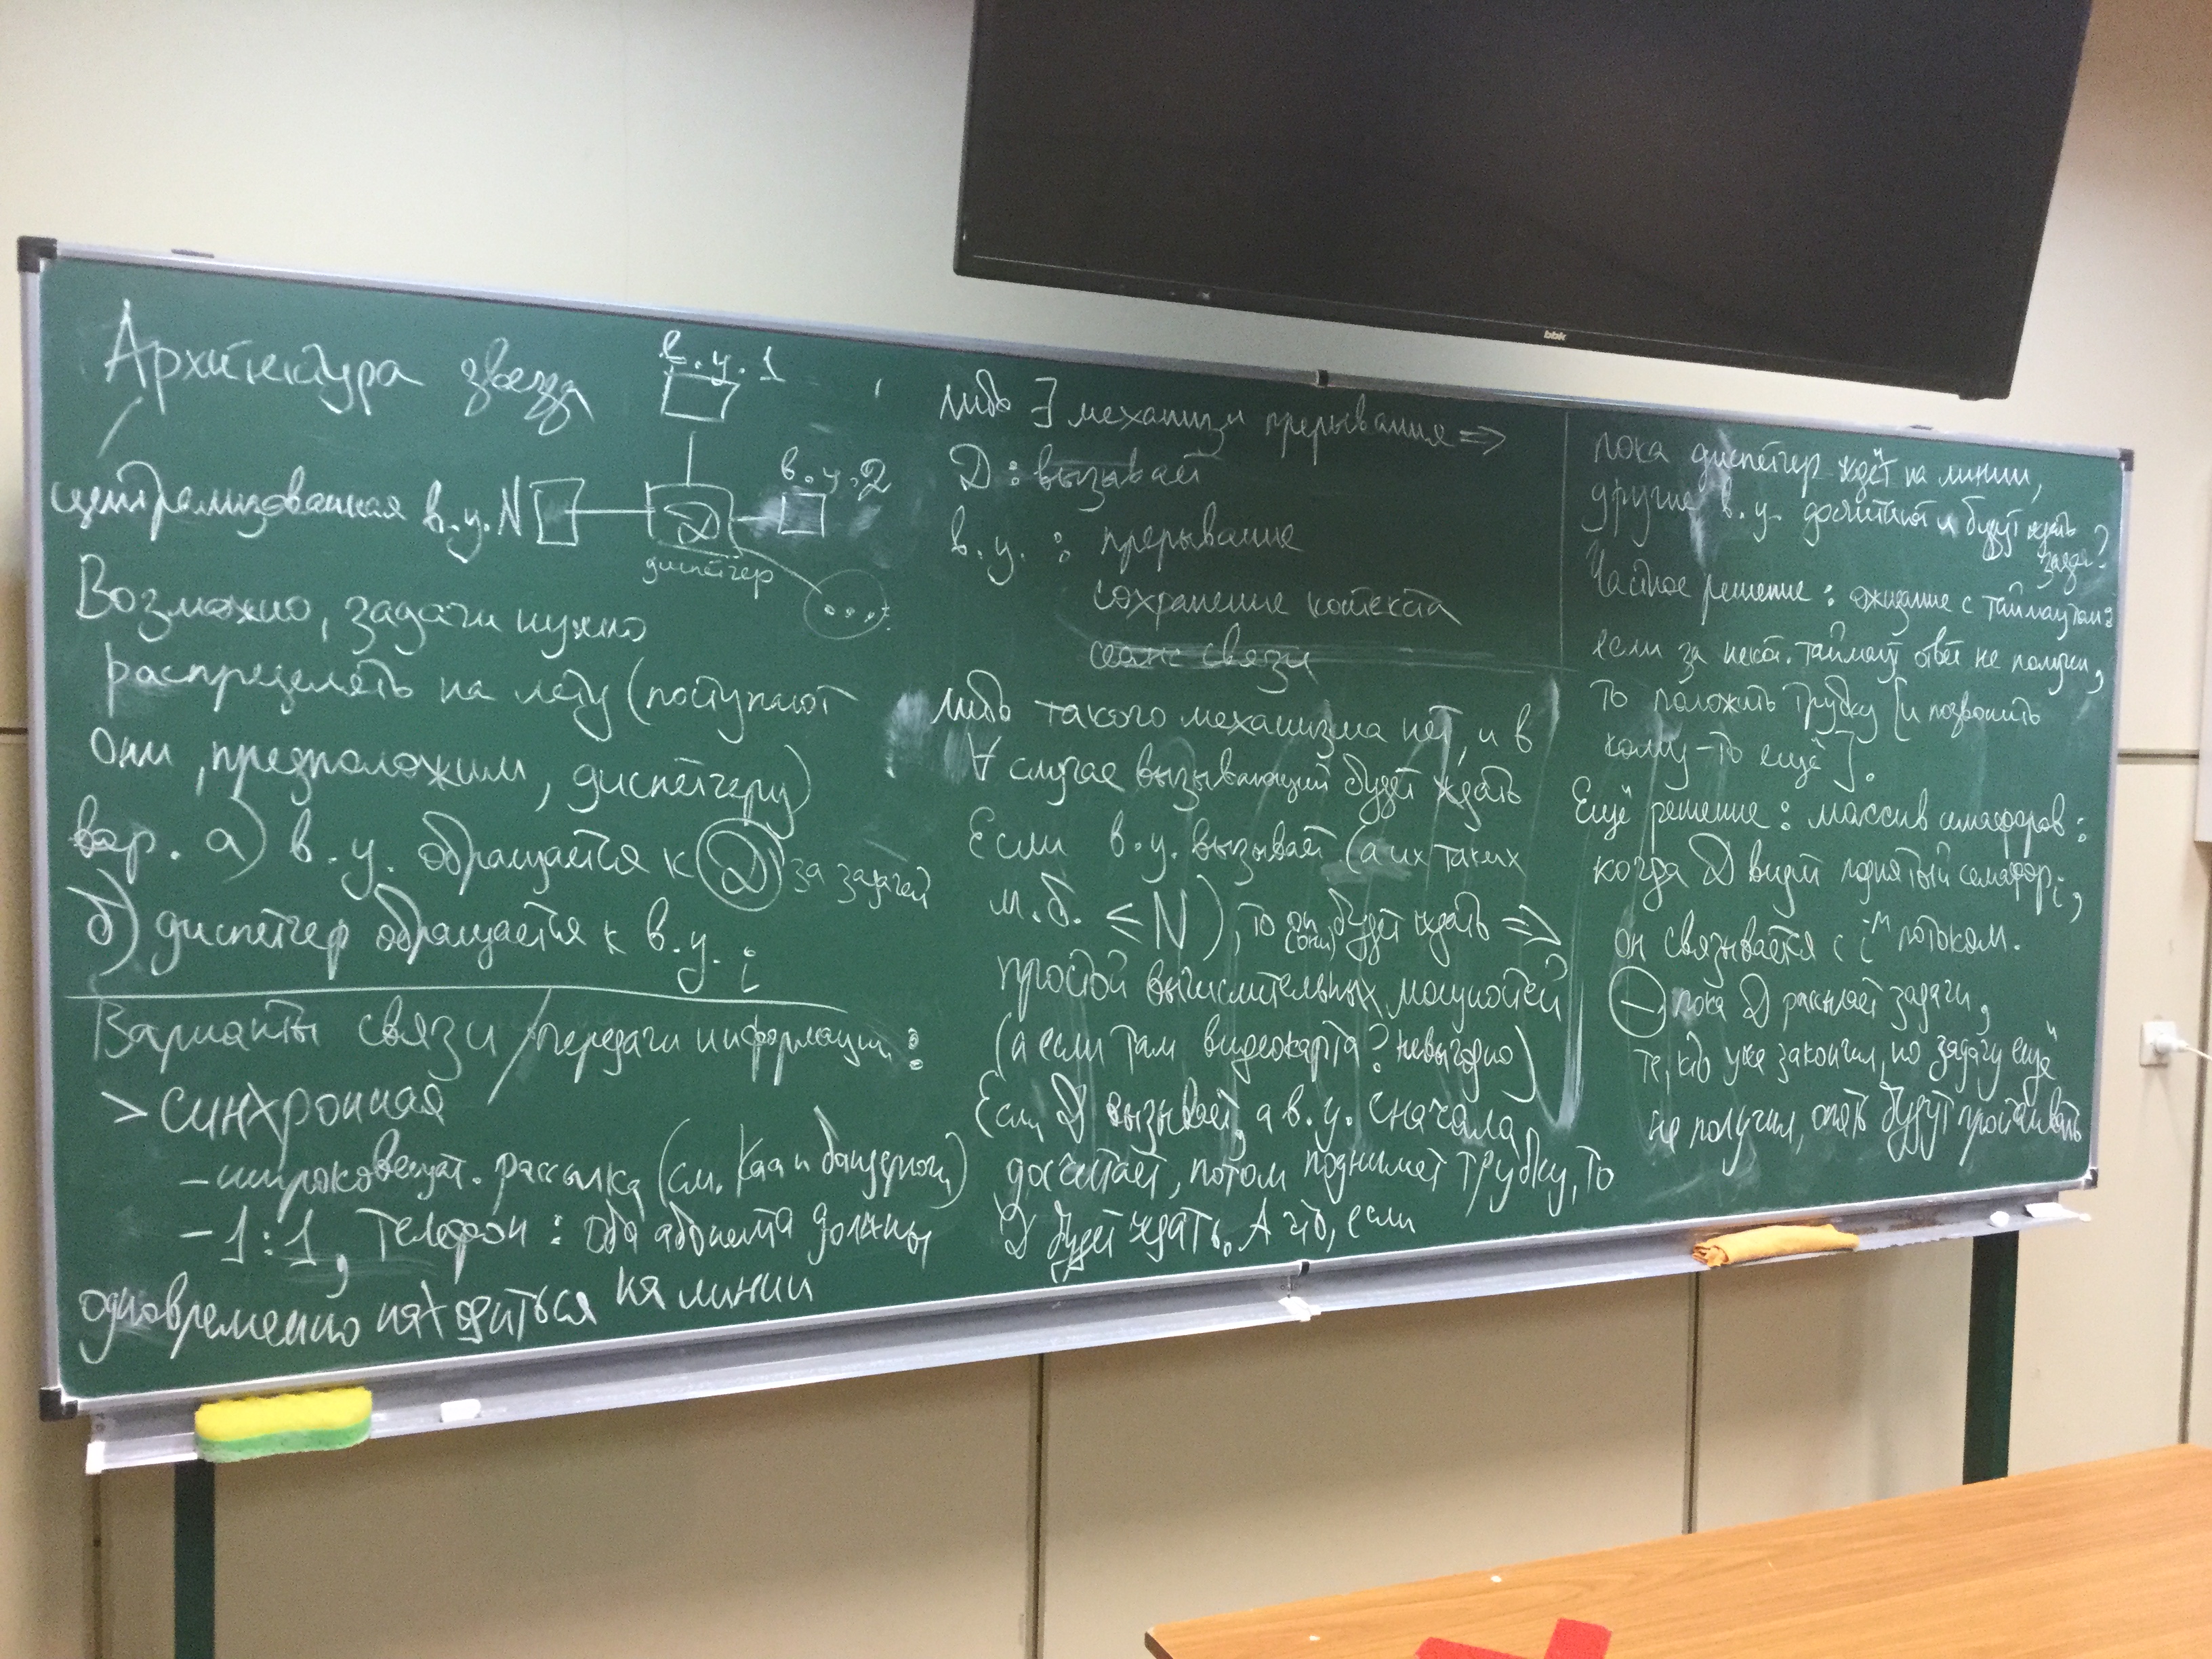 Архитектура звезда
централизованная
в.у. 1
в.у. N
Д
в.у. 2
диспетчер
Возможно, задачи нужно
распределять на лету (поступают
они, предположим, диспетчеру)
вар. а) в.у. обращается к Д за задачей
б) диспетчер обращается к в.у. i
Варианты связи / передачи информации:
> синхронная
- широковещат. рассылка (см. Каа и бандерлоги)
- 1:1, телефон: оба абонента должны
одновременно находиться на линии
либо ∃ механизм прерывания ⇒
Д: вызывает
в.у.: прерывание
сохранение контекста
сеанс связи
либо такого механизма нет, и в
∀ случае вызывающий будет ждать
Если в.у. вызывает (а их таких
м.б. ≤ N), то он (они) будет ждать ⇒
простой вычислительных мощностей
(а если там видеокарта? невыгодно)
Если Д вызывает, а в.у. сначала
досчитает, потом поднимет трубку, то
Д будет ждать. А что, если
пока диспетчер ждёт на линии,
другие в.у. досчитают и будут ждать
задач?
Частное решение: ожидание с таймаутом:
если за некот. таймаут ответ не получен,
то положить трубку [и позвонить
кому-то ещё].
Ещё решение: массив семафоров:
когда Д видит поднятый семафор i,
он связывается с i-м потоком.
⊖ пока Д рассылает задачи,
те, кто уже закончил, но задачу ещё
не получил, опять будут простаивать
bbk